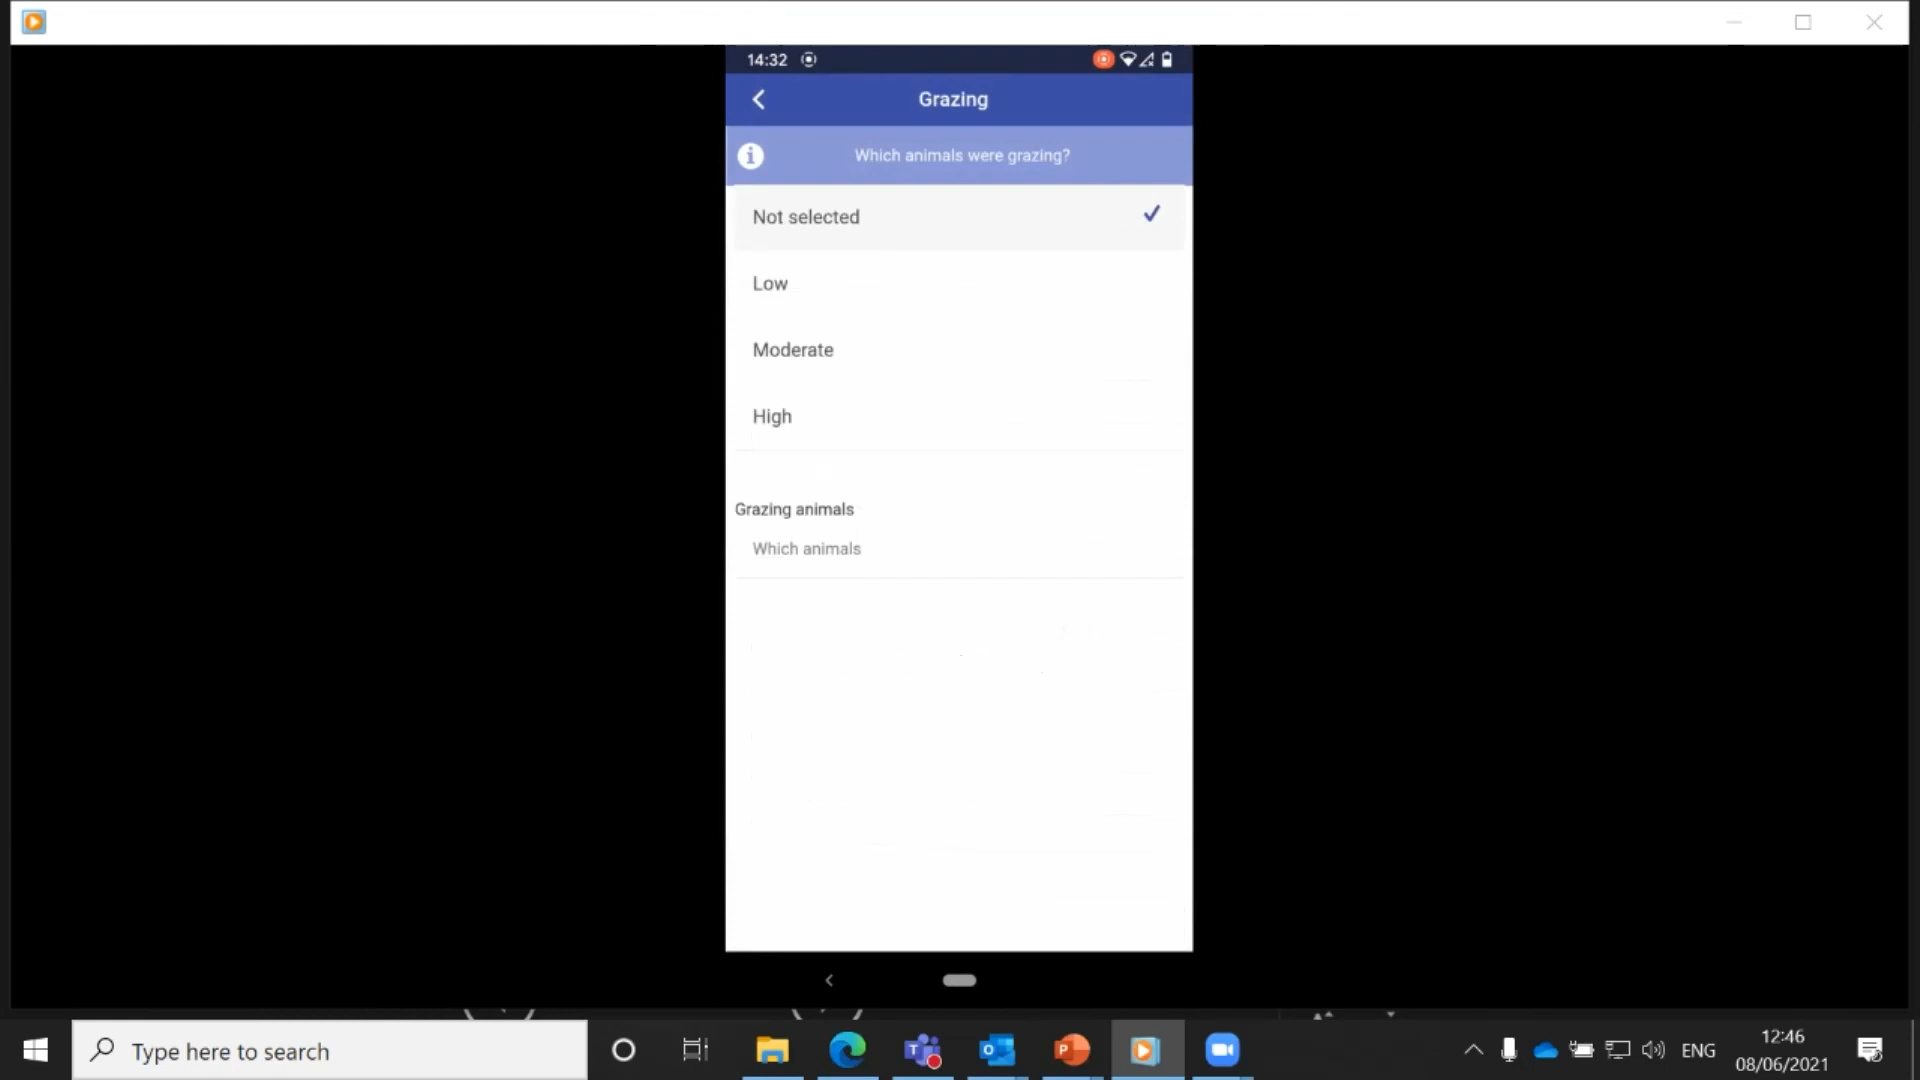 14:32
Grazing
Which animals were grazing?
Not selected
Low
Moderate
High
Grazing animals
Which animals
Type here to search
ENG
12:46
08/06/2021